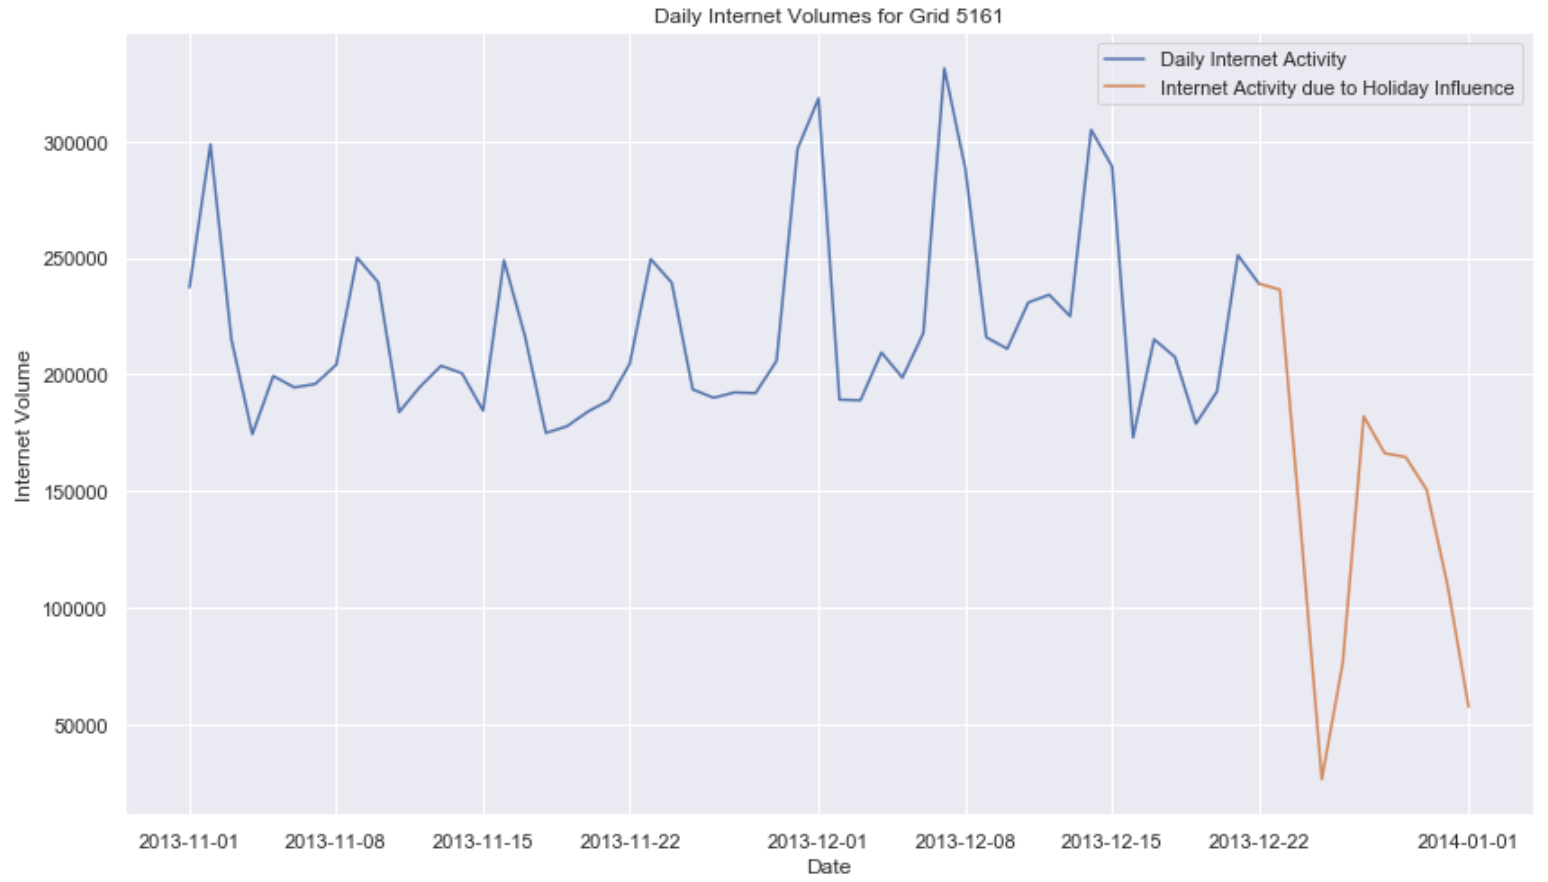 Daily Internet Volumes for Grid 5161
Daily Internet Activity
Internet Activity due to Holiday Influence
Internet Volume
300000
250000
200000
150000
100000
50000
2013-11-01 2013-11-08 2013-11-15 2013-11-22 2013-12-01 2013-12-08 2013-12-15 2013-12-22 2014-01-01
Date